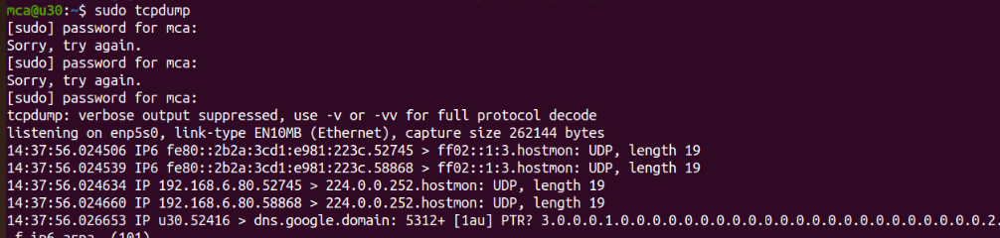 mca@u30:~$ sudo tcpdump
[sudo] password for mca:
Sorry, try again.
[sudo] password for mca:
Sorry, try again.
[sudo] password for mca:
tcpdump: verbose output suppressed, use -v or -vv for full protocol decode
listening on enp5s0, link-type EN10MB (Ethernet), capture size 262144 bytes
14:37:56.024506 IP6 fe80::2b2a:3cd1:e981:223c.52745 > ff02::1:3.hostmon: UDP, length 19
14:37:56.024539 IP6 fe80::2b2a:3cd1:e981:223c.58868 > ff02::1:3.hostmon: UDP, length 19
14:37:56.024634 IP 192.168.6.80.52745 > 224.0.0.252.hostmon: UDP, length 19
14:37:56.024660 IP 192.168.6.80.58868 > 224.0.0.252.hostmon: UDP, length 19
14:37:56.026653 IP u30.52416 > dns.google.domain: 5312+ [1au] PTR? 3.0.0.0.1.0.0.0.0.0.0.0.0.0.0.0.0.0.0.0.0.0.0.0.0.0.0.0.2.
f.ip6.arpa. (101)